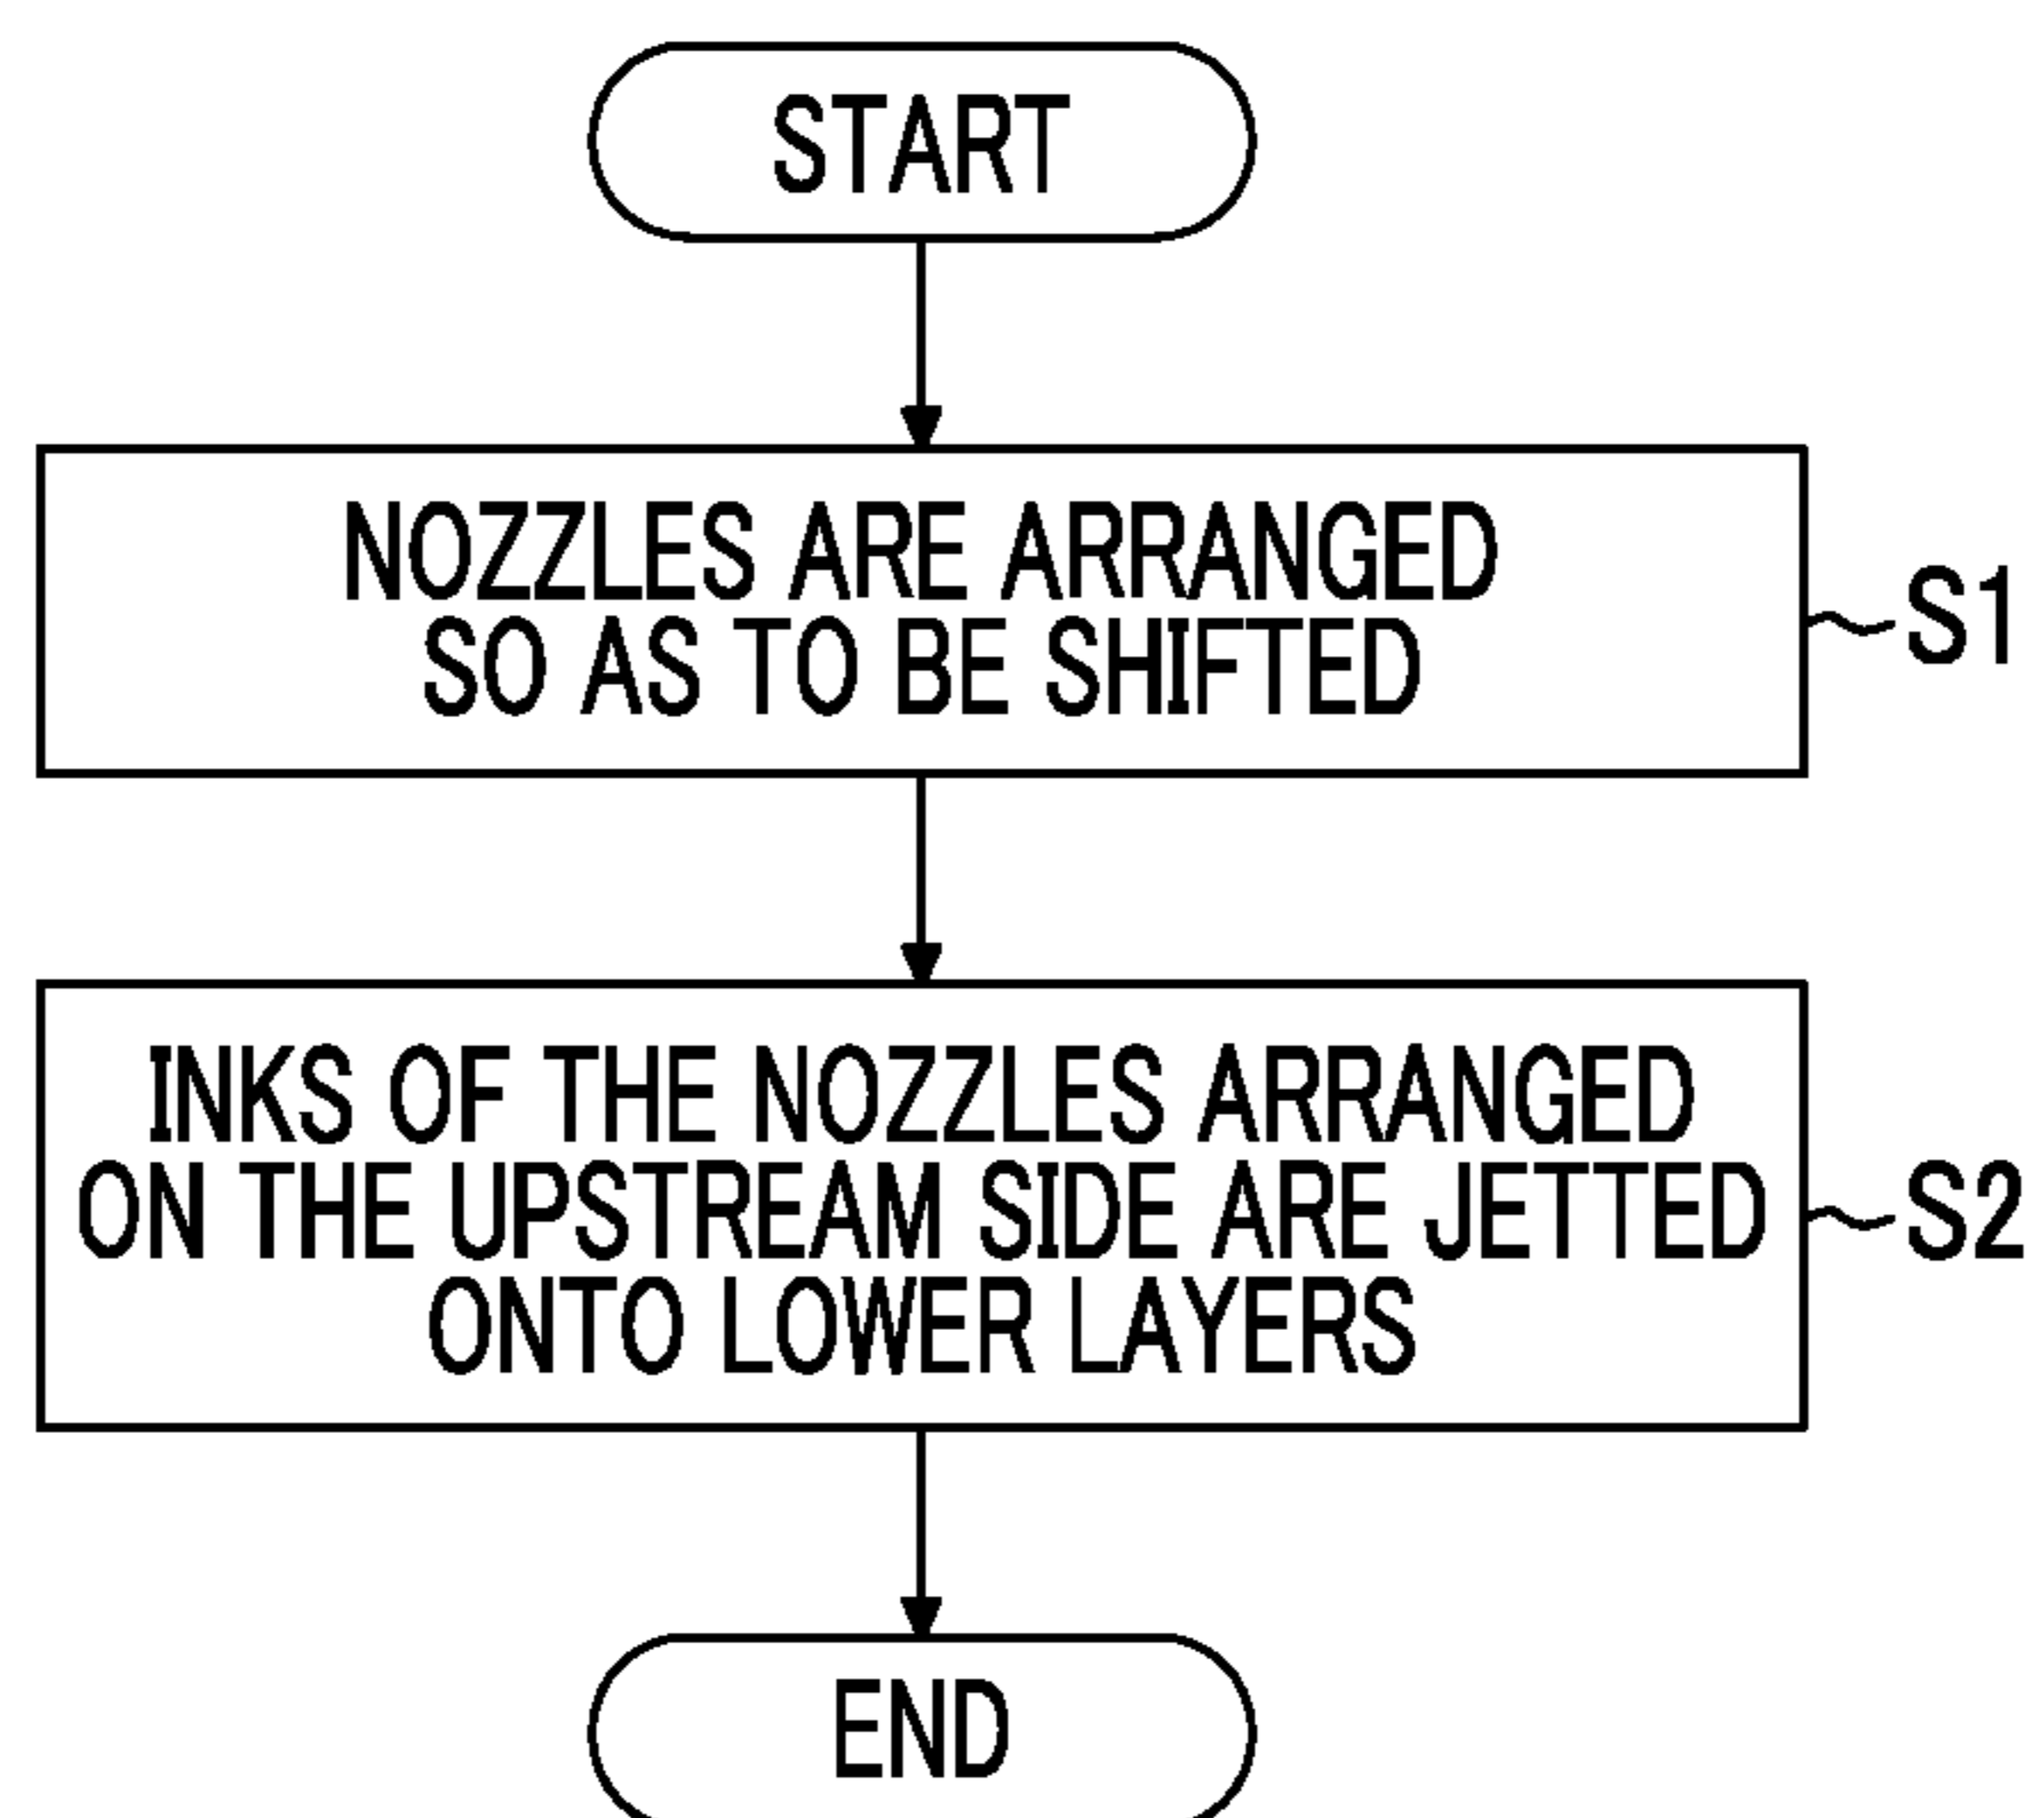 START
NOZZLES ARE ARRANGED
SO AS TO BE SHIFTED
S1
INKS OF THE NOZZLES ARRANGED
ON THE UPSTREAM SIDE ARE JETTED
ONTO LOWER LAYERS
S2
END